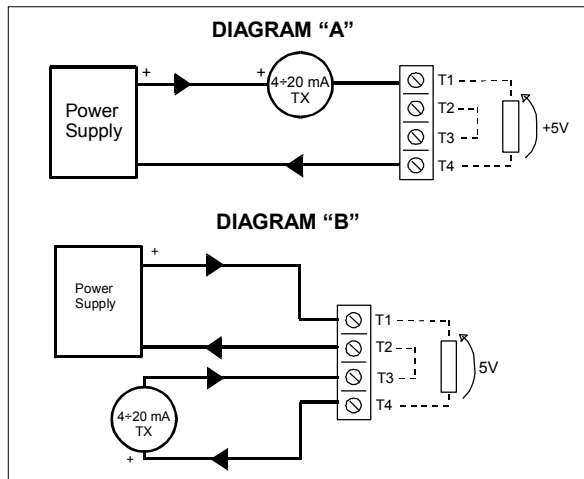 DIAGRAM “A”
+
+
4÷20 mA
TX
Power
Supply
T1
T2
T3
T4
+5V
DIAGRAM “B”
+
Power
Supply
T1
T2
T3
T4
5V
4÷20 mA
TX
+